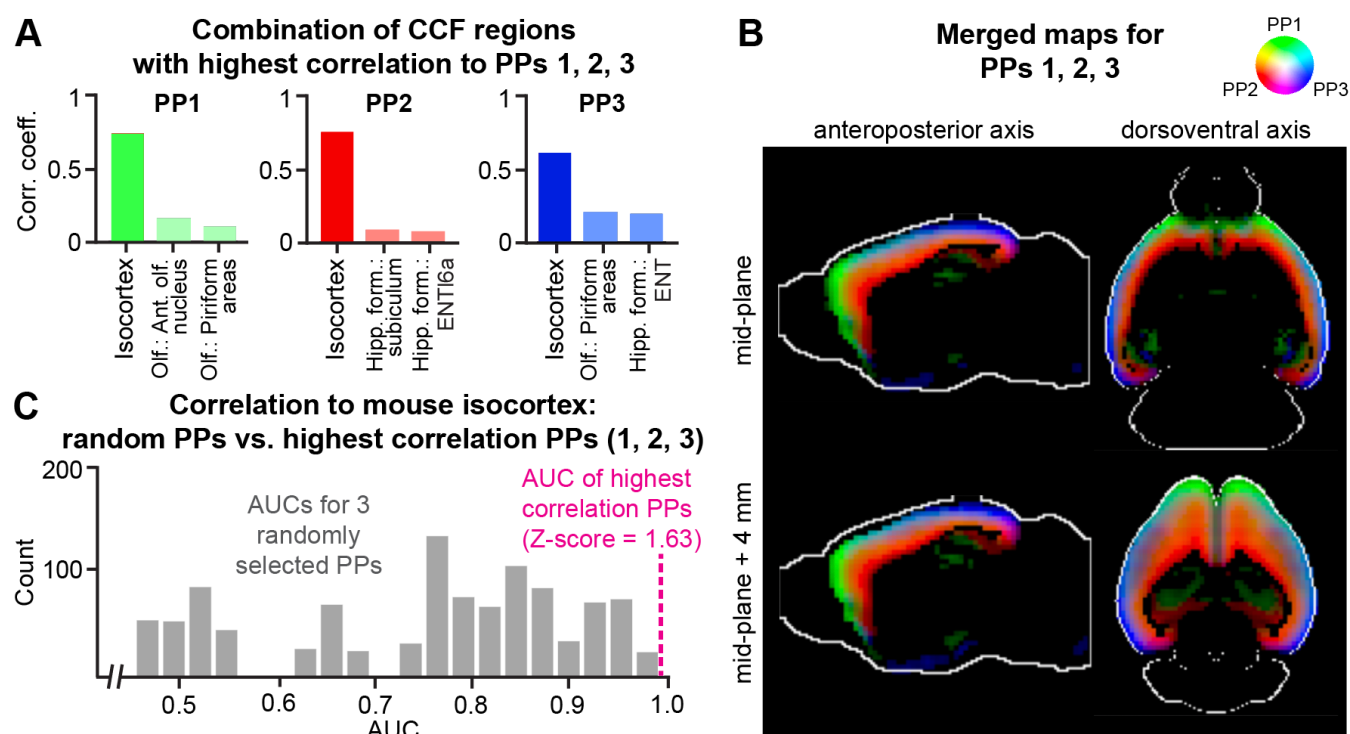 A
Combination of CCF regions
with highest correlation to PPs 1, 2, 3
PP1
PP2
PP3
Corr. coeff.
1
0.5
0
1
0.5
0
1
0.5
0
Isocortex
Olf.: Ant. olf.
nucleus
Olf.: Piriform
areas
Isocortex
Hipp. form.:
subiculum
Hipp. form.:
ENTl6a
Isocortex
Olf.: Piriform
areas
Hipp. form.:
ENT
B
Merged maps for
PPs 1, 2, 3
PP1
PP2
PP3
anteroposterior axis
dorsoventral axis
mid-plane
mid-plane + 4 mm
C
Correlation to mouse isocortex:
random PPs vs. highest correlation PPs (1, 2, 3)
200
100
Count
AUCs for 3
randomly
selected PPs
AUC of highest
correlation PPs
(Z-score = 1.63)
0.5
0.6
0.7
0.8
0.9
1.0
AUC